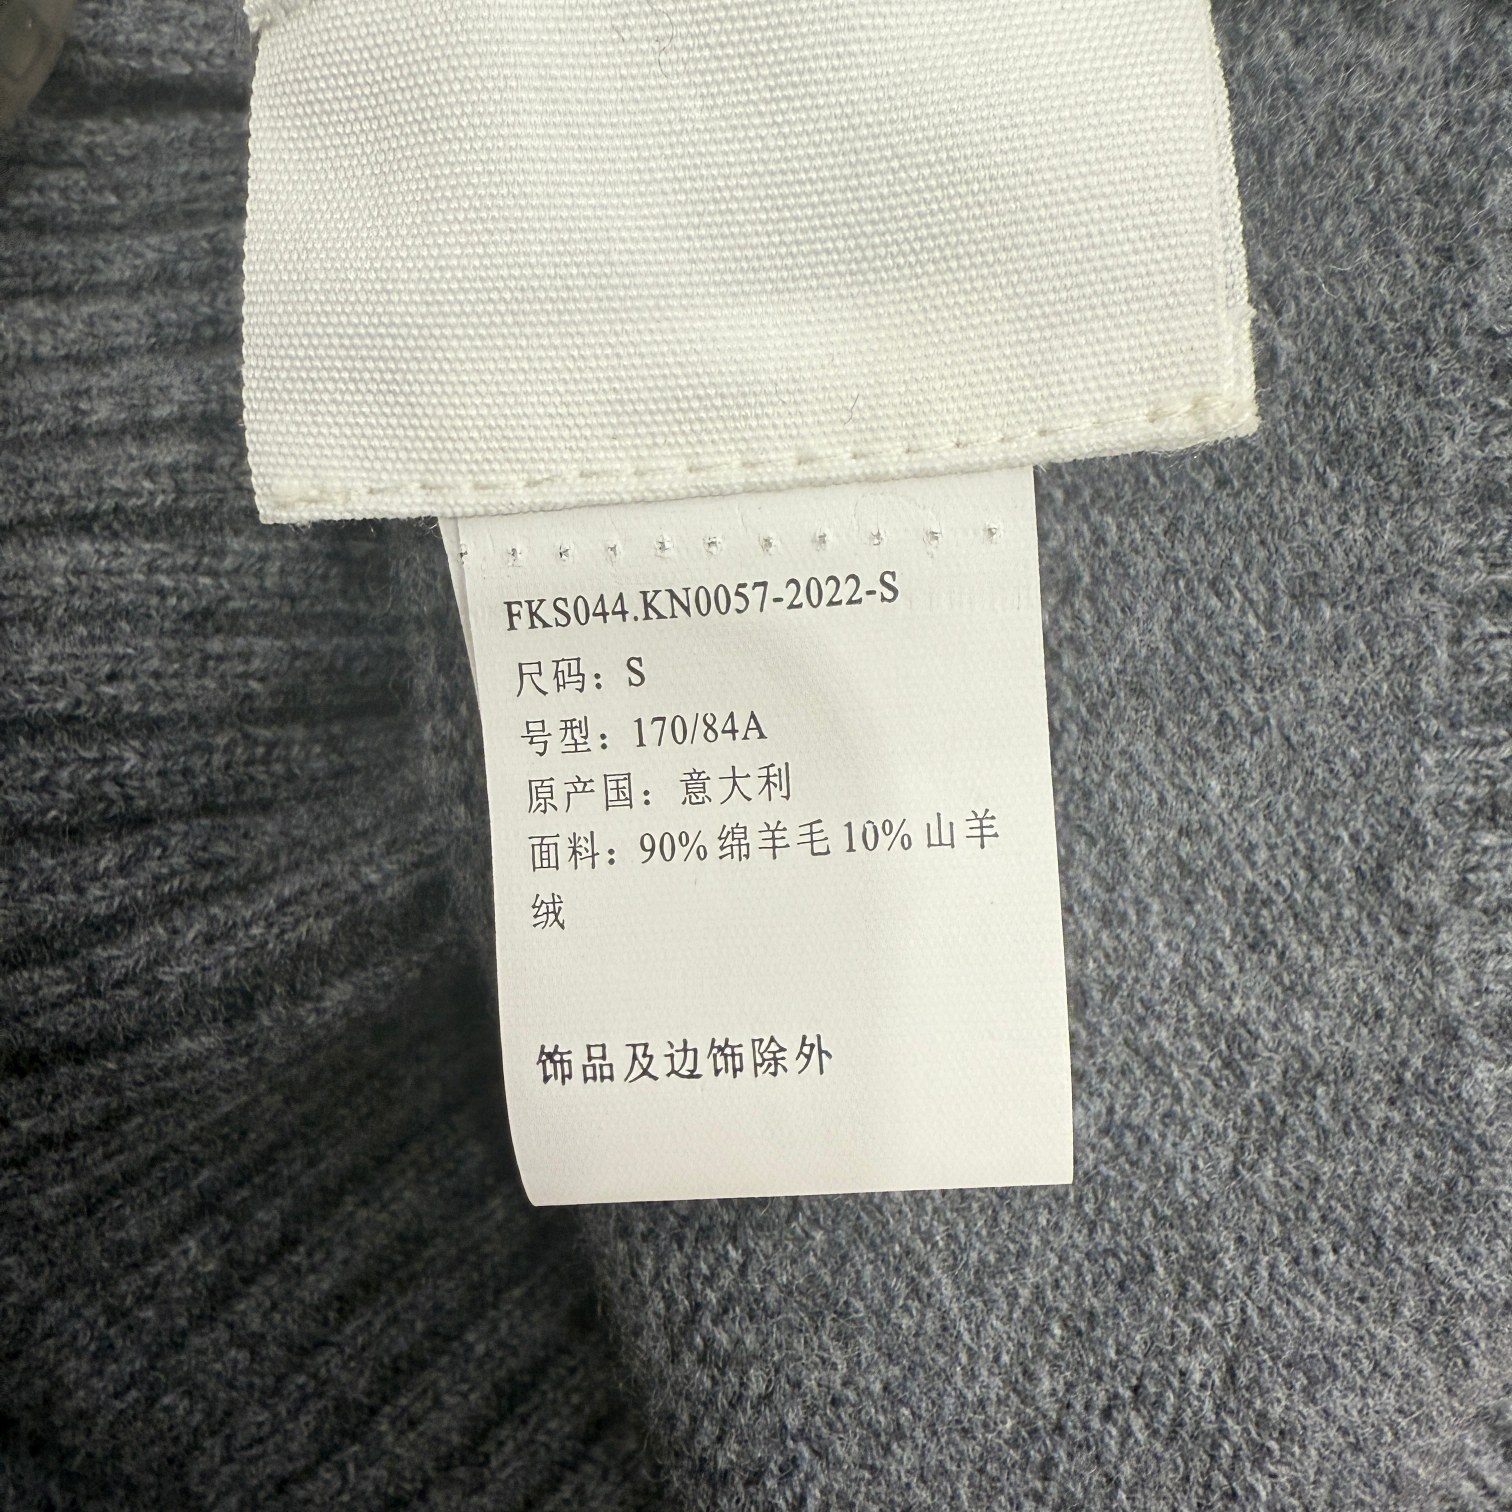 FKS044.KN0057-2022-S
尺码：S
号型：170/84A
原产国：意大利
面料：90% 绵羊毛 10% 山羊
绒
饰品及边饰除外